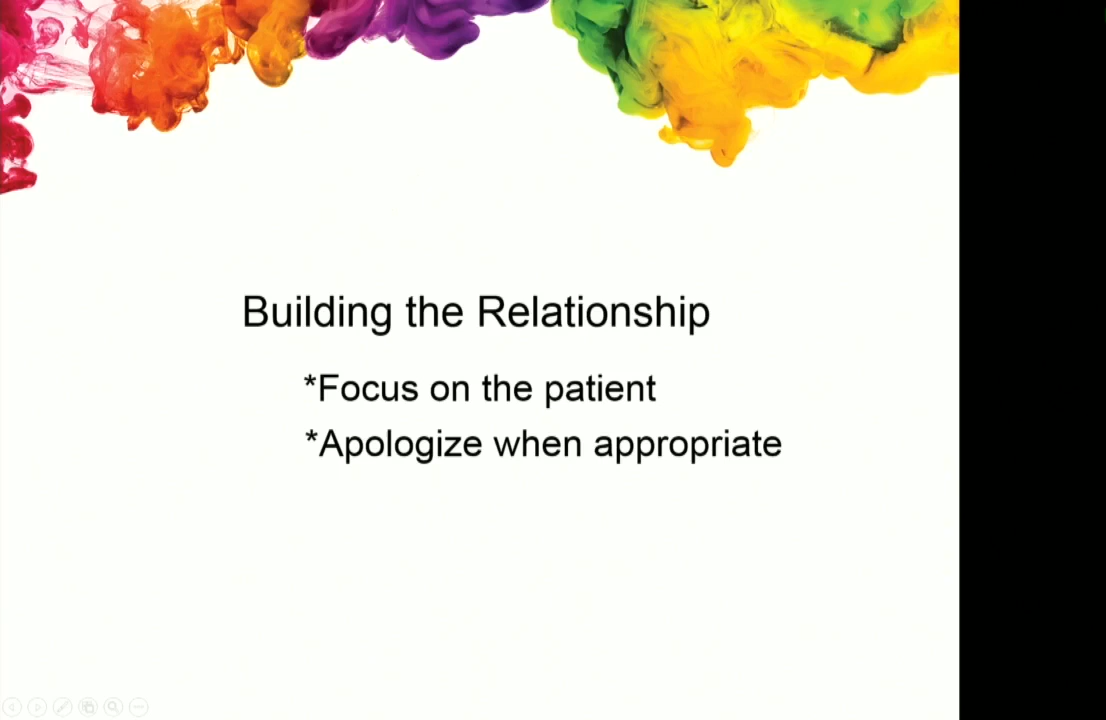 Building the Relationship
*Focus on the patient
*Apologize when appropriate